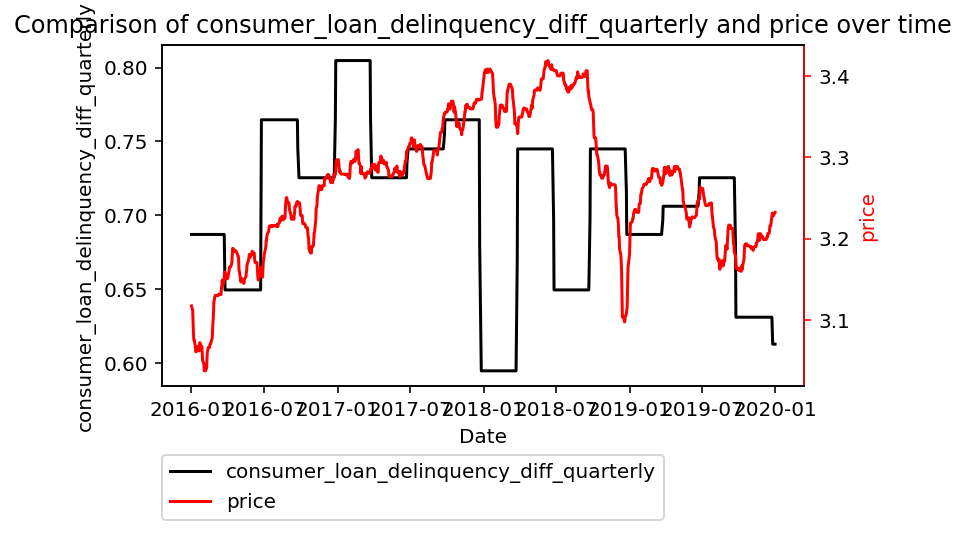 Comparison of consumer_loan_delinquency_diff_quarterly and price over time
consumer_loan_delinquency_diff_quarterly
0.80
0.75
0.70
0.65
0.60
3.4
3.3
3.2
3.1
price
2016-01 2016-07 2017-01 2017-07 2018-01 2018-07 2019-01 2019-07 2020-01
Date
consumer_loan_delinquency_diff_quarterly
price